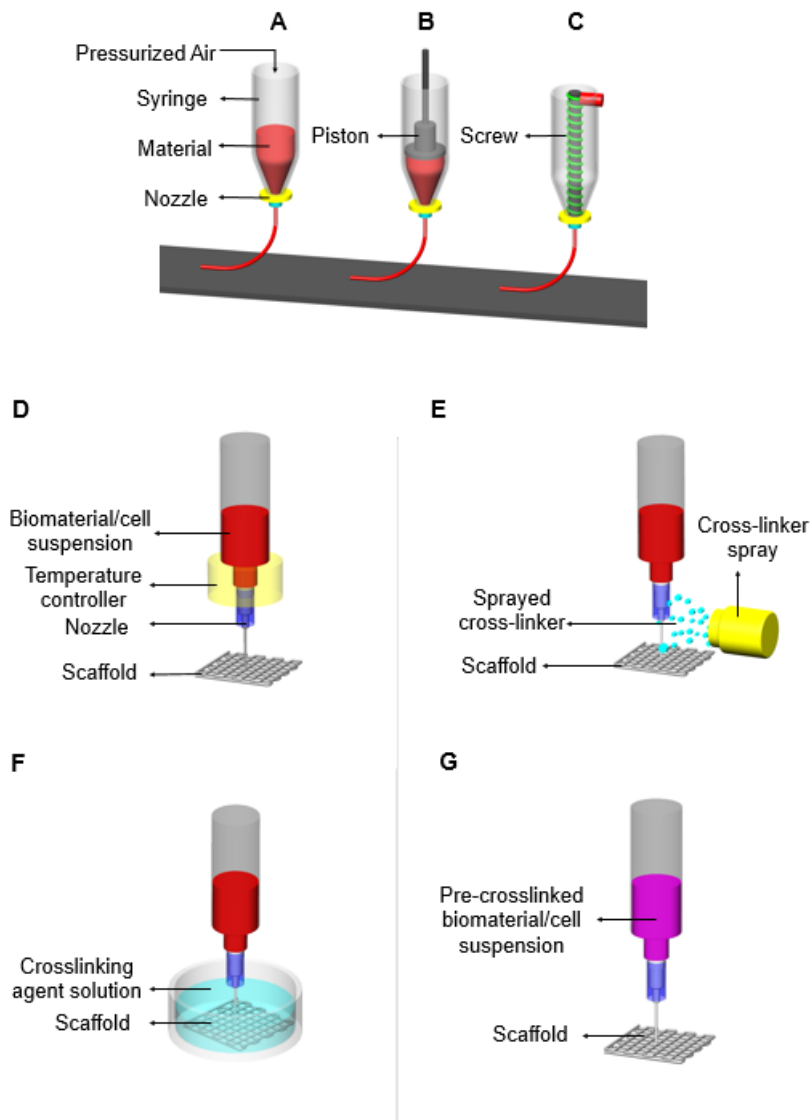 A
B
C
Pressurized Air
Syringe
Material
Nozzle
Piston
Screw
D
Biomaterial/cell
suspension
Temperature
controller
Nozzle
Scaffold
E
Cross-linker
spray
Sprayed
cross-linker
Scaffold
F
Crosslinking
agent solution
Scaffold
G
Pre-crosslinked
biomaterial/cell
suspension
Scaffold